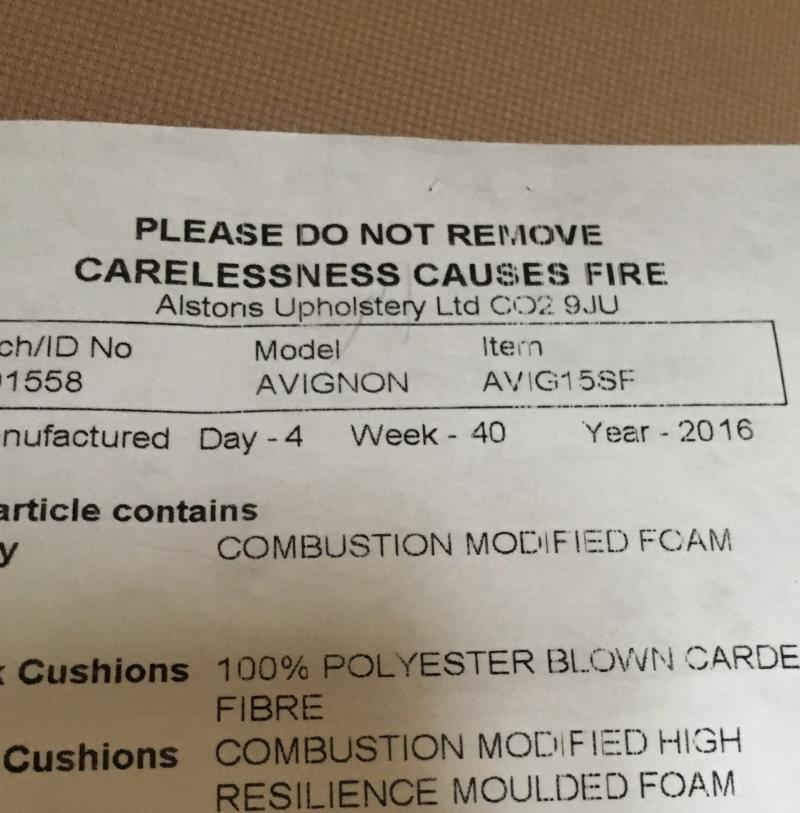 PLEASE DO NOT REMOVE
CARELESSNESS CAUSES FIRE
Alstons Upholstery Ltd CO2 9JU
ch/ID No Model Item
1558 AVIGNON AVIG15SF
nufactured Day - 4 Week - 40 Year - 2016
article contains
y COMBUSTION MODIFIED FOAM
Cushions 100% POLYESTER BLOWN CARDE
FIBRE
Cushions COMBUSTION MODIFIED HIGH
RESILIENCE MOULDED FOAM